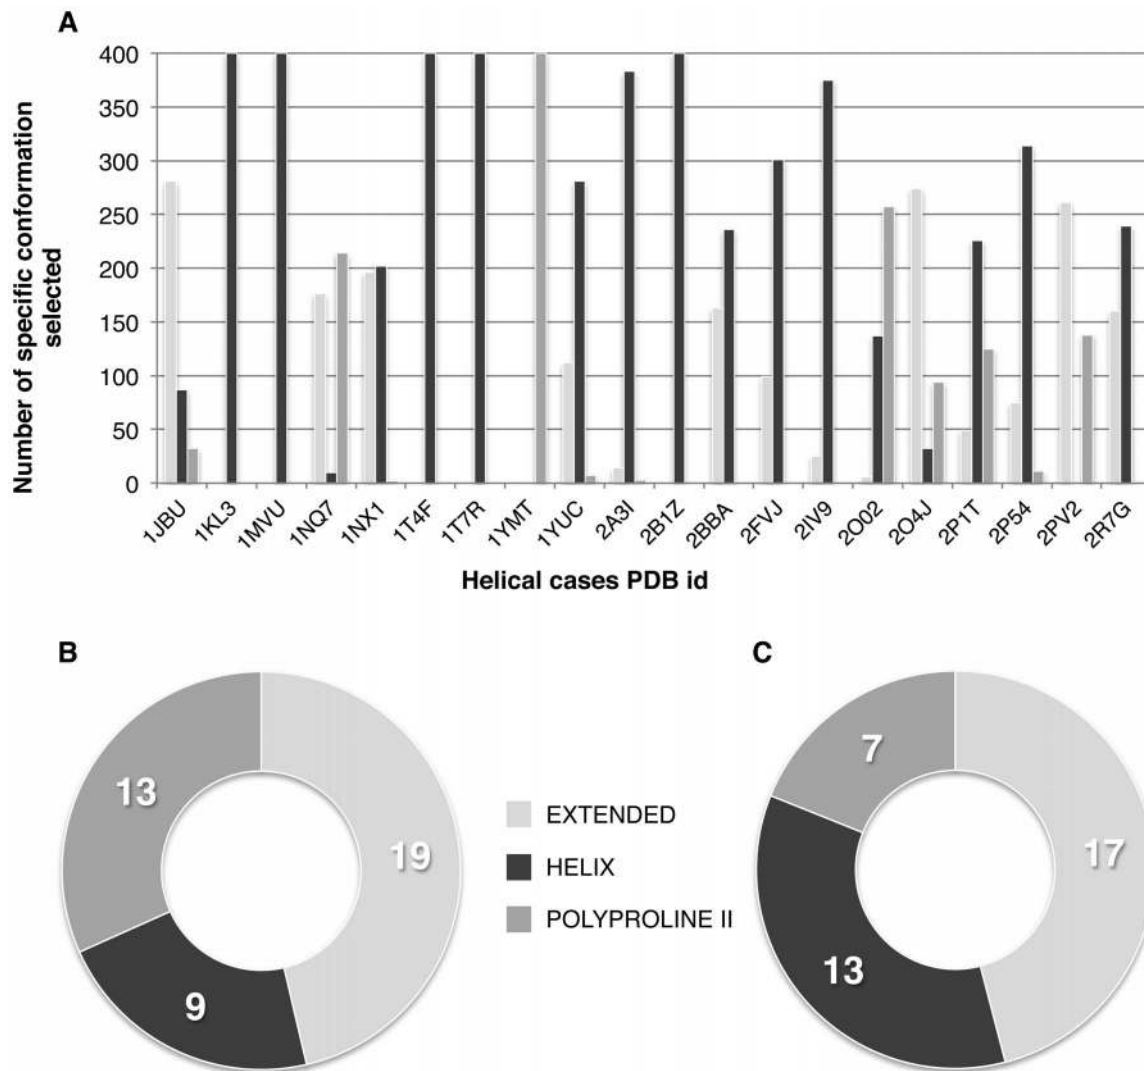 A
400
350
300
250
200
150
100
50
0
Number of specific conformation
selected
1JBU
1KL3
1MVU
1NQ7
1NX1
1T4F
1T7R
1YMT
1YUC
2A3I
2B1Z
2BBA
2FVJ
2IV9
2O02
2O4J
2P1T
2P54
2PV2
2R7G
Helical cases PDB id
B
13
19
9
EXTENDED
HELIX
POLYPROLINE II
C
7
17
13